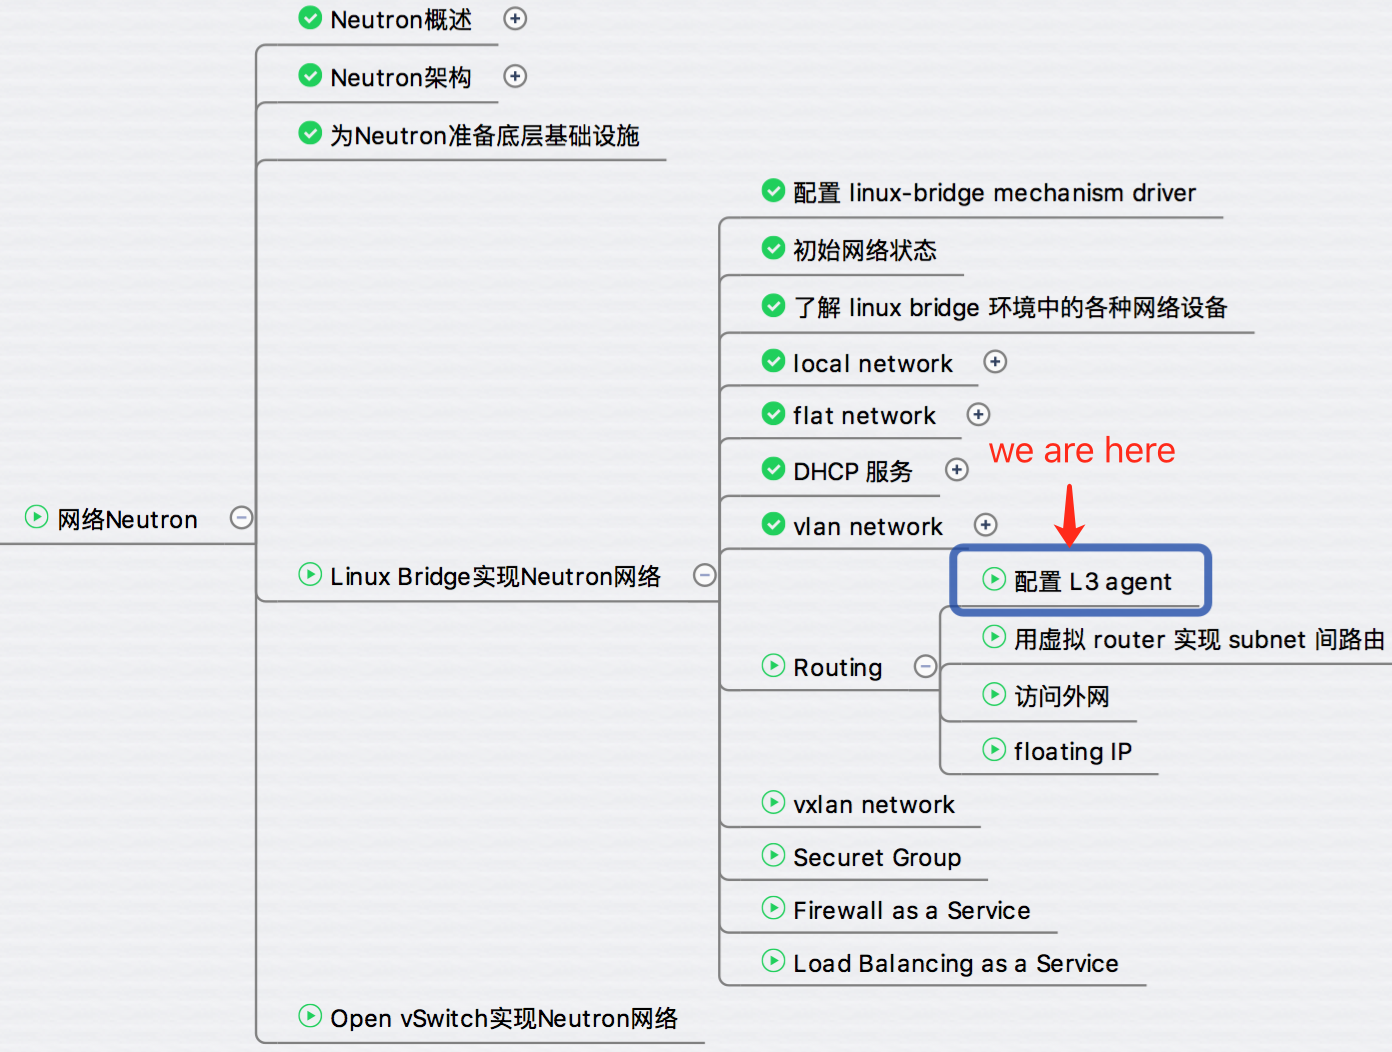 Neutron概述
Neutron架构
为Neutron准备底层基础设施
配置 linux-bridge mechanism driver
初始网络状态
了解 linux bridge 环境中的各种网络设备
local network
flat network
we are here
DHCP 服务
网络Neutron
vlan network
Linux Bridge实现Neutron网络
配置 L3 agent
用虚拟 router 实现 subnet 间路由
Routing
访问外网
floating IP
vxlan network
Securet Group
Firewall as a Service
Load Balancing as a Service
Open vSwitch实现Neutron网络